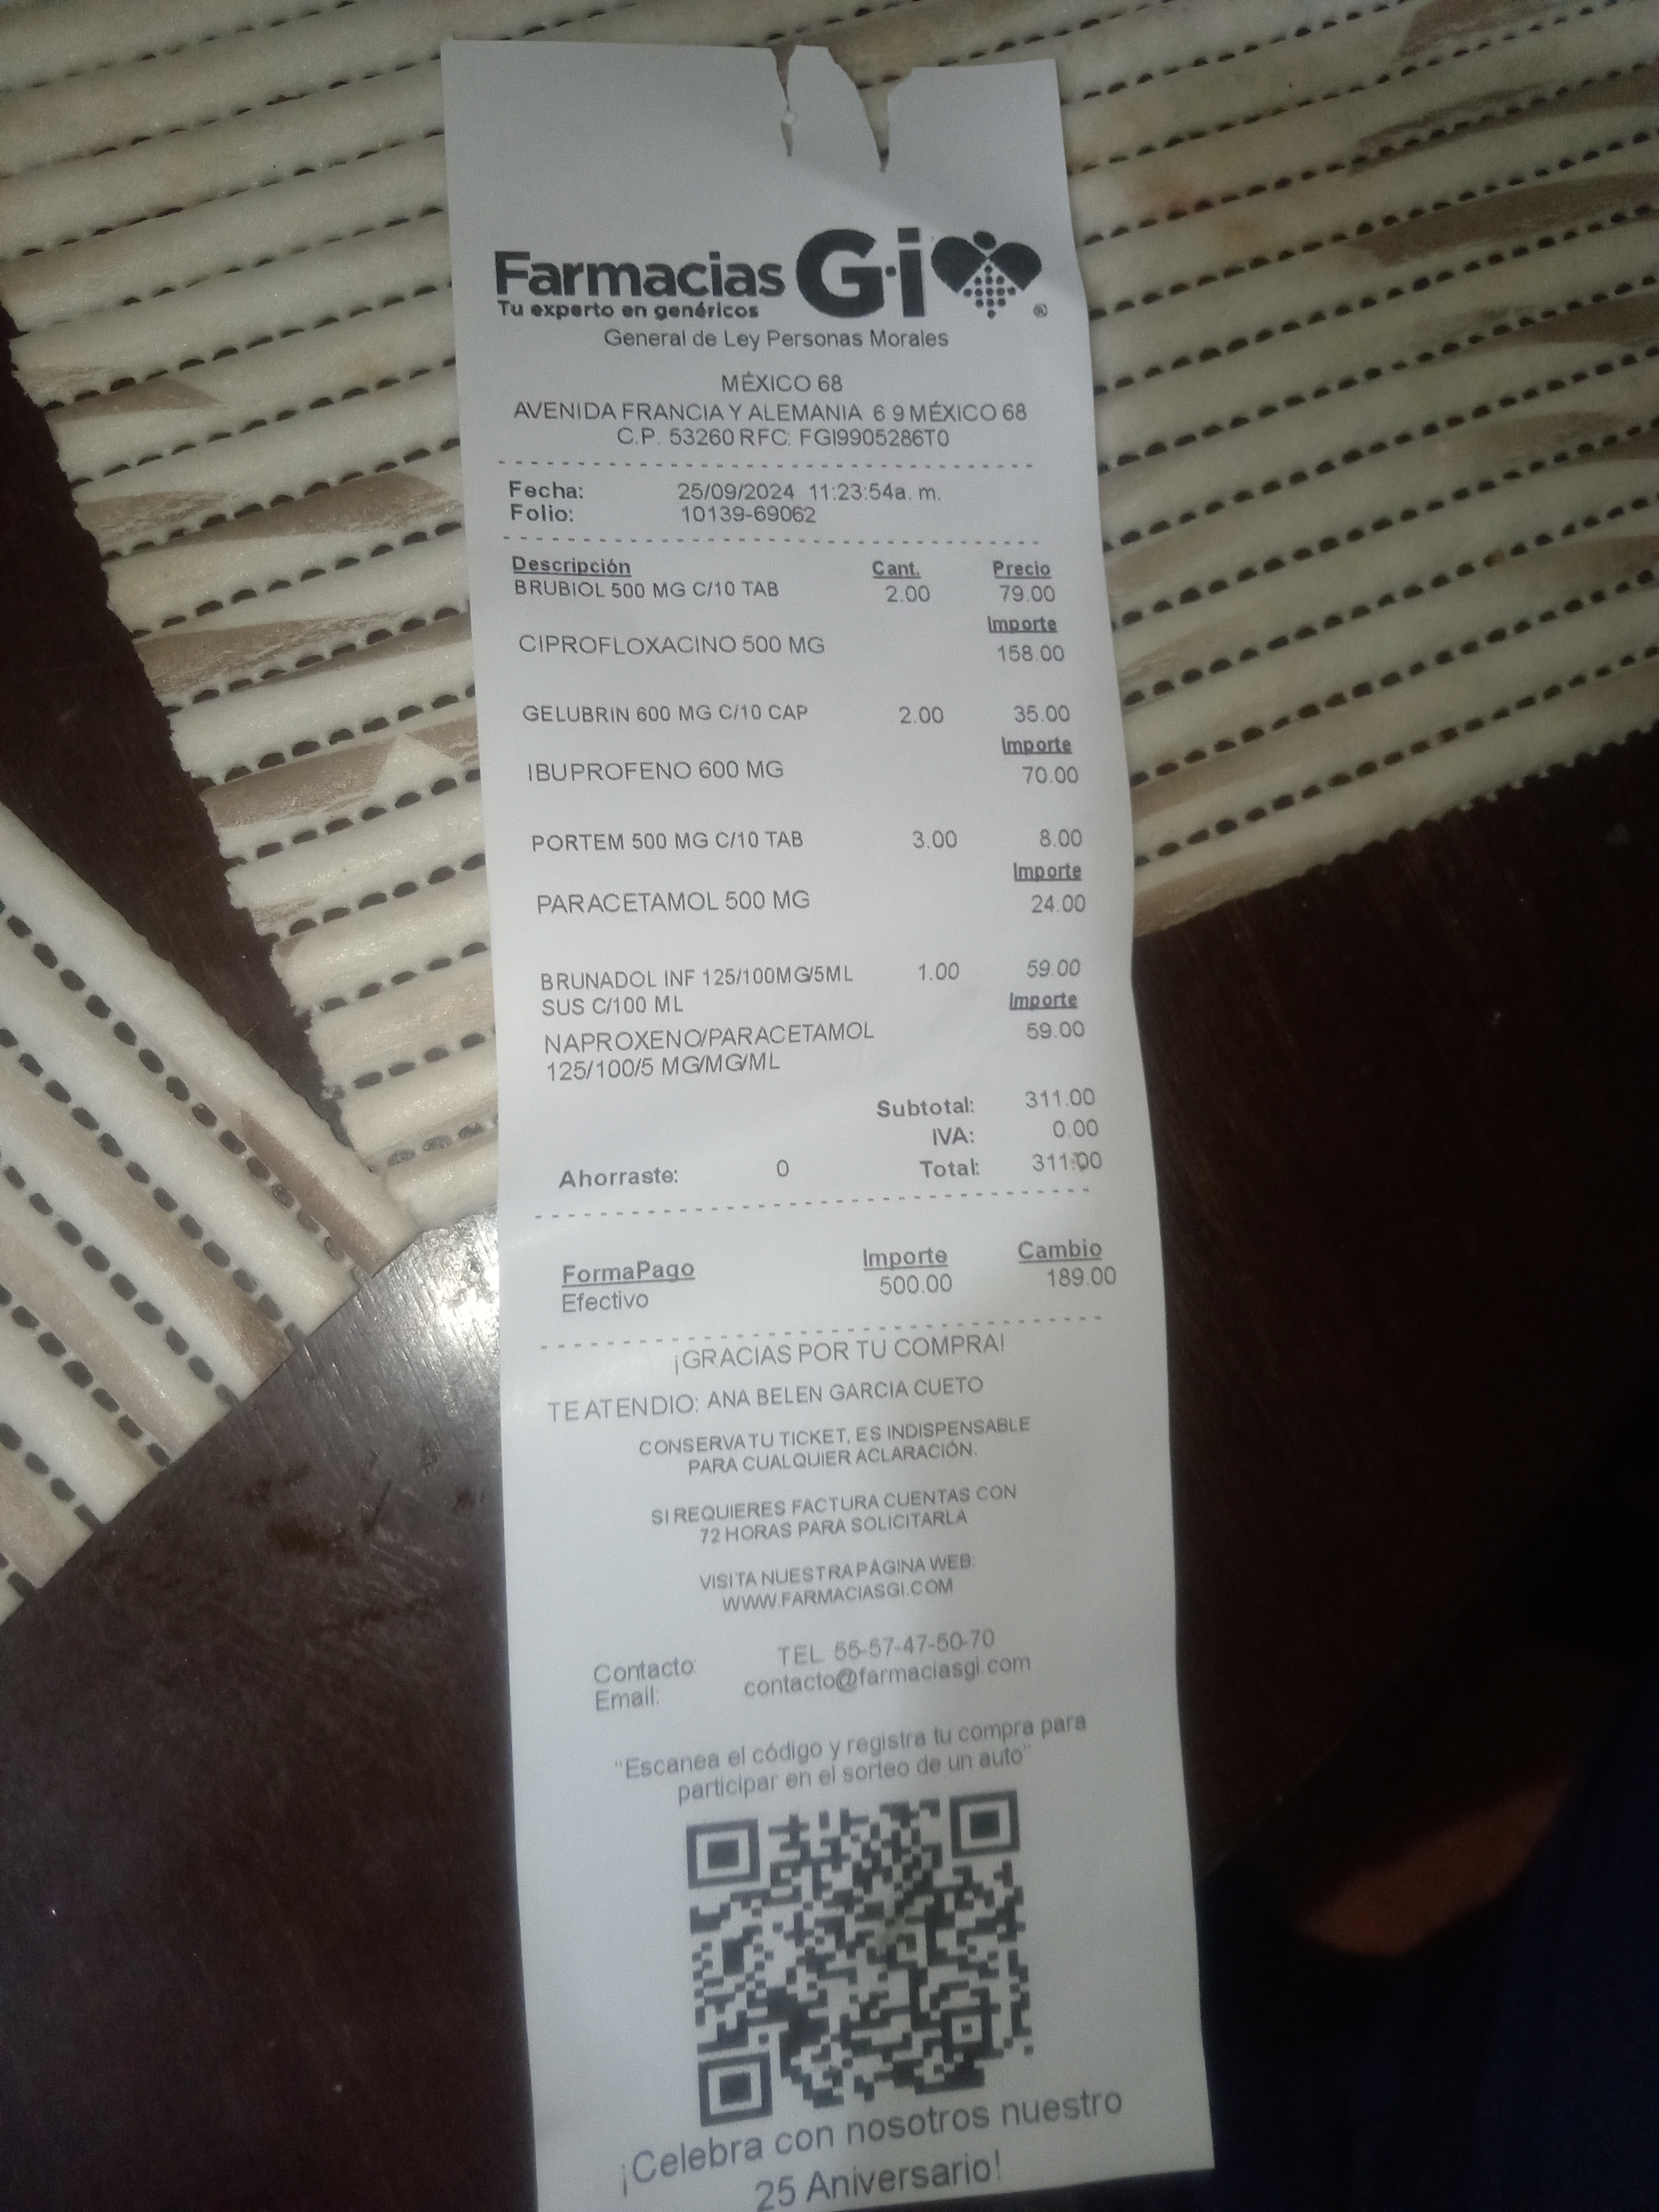 Farmacias G·i ®
Tu experto en genéricos
General de Ley Personas Morales
MÉXICO 68
AVENIDA FRANCIA Y ALEMANIA 6 9 MÉXICO 68
C.P. 53260 RFC: FGI9905286T0
Fecha: 25/09/2024 11:23:54a. m.
Folio: 10139-69062
Descripción Cant. Precio
BRUBIOL 500 MG C/10 TAB 2.00 79.00
Importe
CIPROFLOXACINO 500 MG 158.00
GELUBRIN 600 MG C/10 CAP 2.00 35.00
Importe
IBUPROFENO 600 MG 70.00
PORTEM 500 MG C/10 TAB 3.00 8.00
Importe
PARACETAMOL 500 MG 24.00
BRUNADOL INF 125/100MG/5ML 1.00 59.00
SUS C/100 ML Importe
NAPROXENO/PARACETAMOL 59.00
125/100/5 MG/MG/ML
Subtotal: 311.00
IVA: 0.00
Ahorraste: 0 Total: 311.00
FormaPago Importe Cambio
Efectivo 500.00 189.00
¡GRACIAS POR TU COMPRA!
TE ATENDIO: ANA BELEN GARCIA CUETO
CONSERVA TU TICKET, ES INDISPENSABLE
PARA CUALQUIER ACLARACIÓN.
SI REQUIERES FACTURA CUENTAS CON
72 HORAS PARA SOLICITARLA
VISITA NUESTRA PÁGINA WEB:
WWW.FARMACIASGI.COM
Contacto: TEL. 55-57-47-50-70
Email: contacto@farmaciasgi.com
"Escanea el código y registra tu compra para
participar en el sorteo de un auto"
¡Celebra con nosotros nuestro
25 Aniversario!